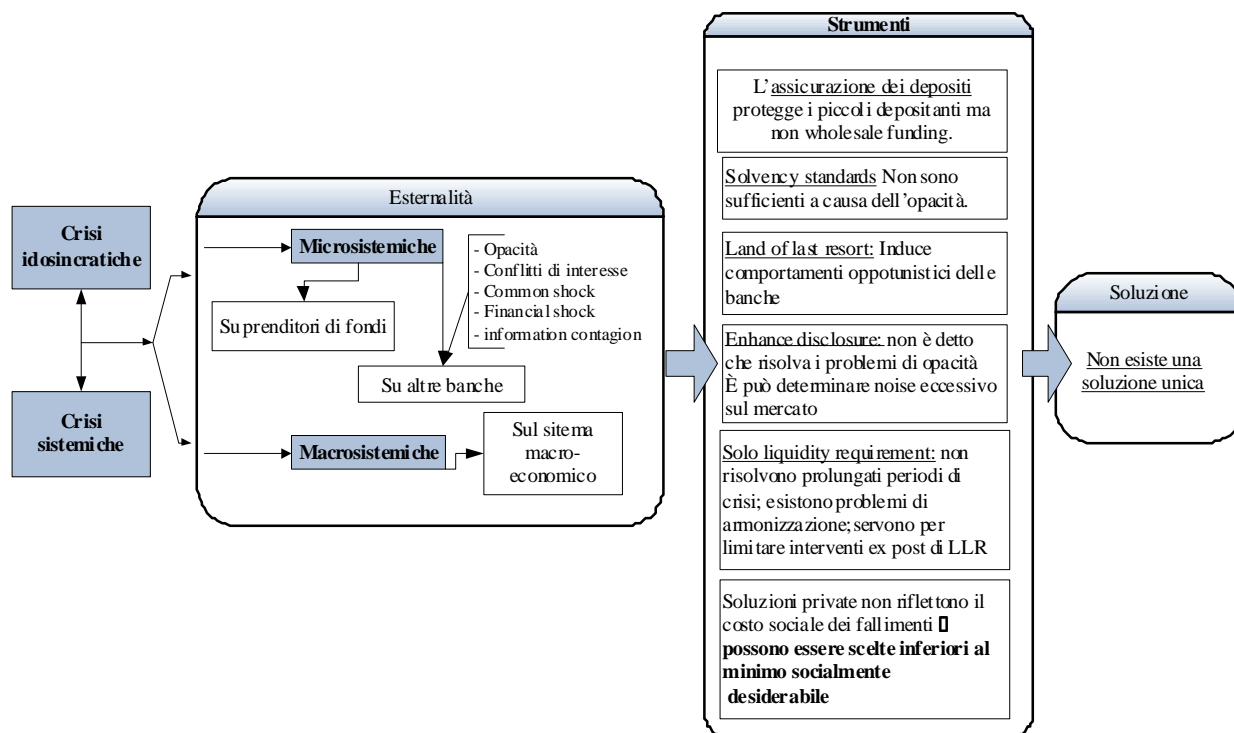 Crisi
idosincratiche
Crisi
sistemiche
Esternalità
Microsistemiche
- Opacità
- Conflitti di interesse
- Common shock
- Financial shock
- information contagion
Su prenditori di fondi
Su altre banche
Macrosistemiche
Sul sitema
macro-
economico
Strumenti
L'assicurazione dei depositi
protegge i piccoli depositanti ma
non wholesale funding.
Solvency standards Non sono
sufficienti a causa dell'opacità.
Land of last resort: Induce
comportamenti oppotunistici delle
banche
Enhance disclosure: non è detto
che risolva i problemi di opacità
È può determinare noise eccessivo
sul mercato
Solo liquidity requirement: non
risolvono prolungati periodi di
crisi; esistono problemi di
armonizzazione; servono per
limitare interventi ex post di LLR
Soluzioni private non riflettono il
costo sociale dei fallimenti ▯
possono essere scelte inferiori al
minimo socialmente
desiderabile
Soluzione
Non esiste una
soluzione unica